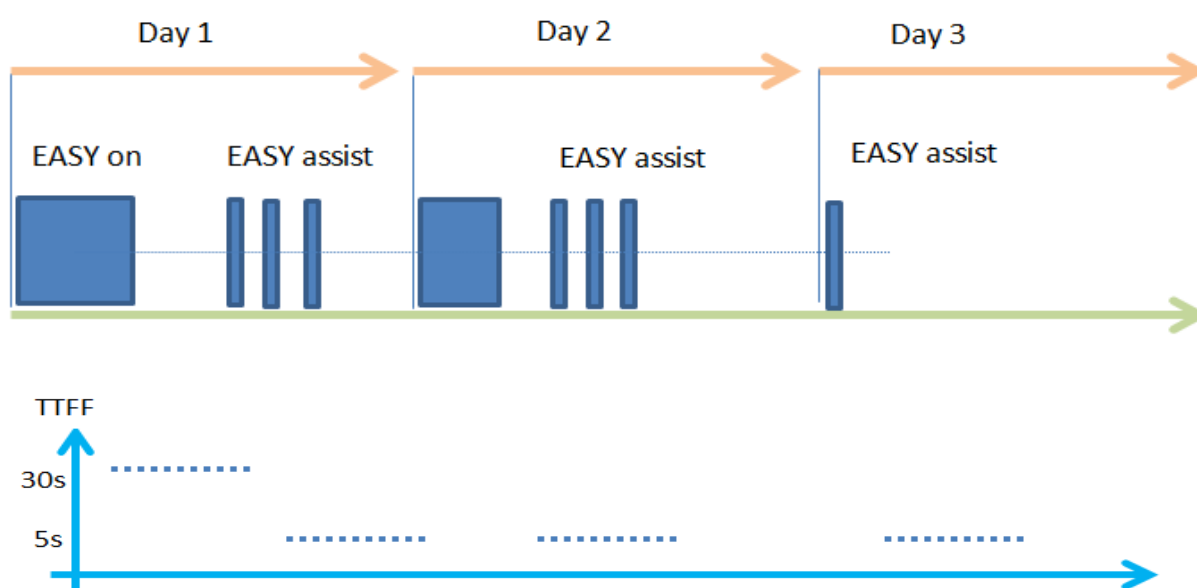 Day 1
Day 2
Day 3
EASY on
EASY assist
EASY assist
EASY assist
TTFF
30s
5s